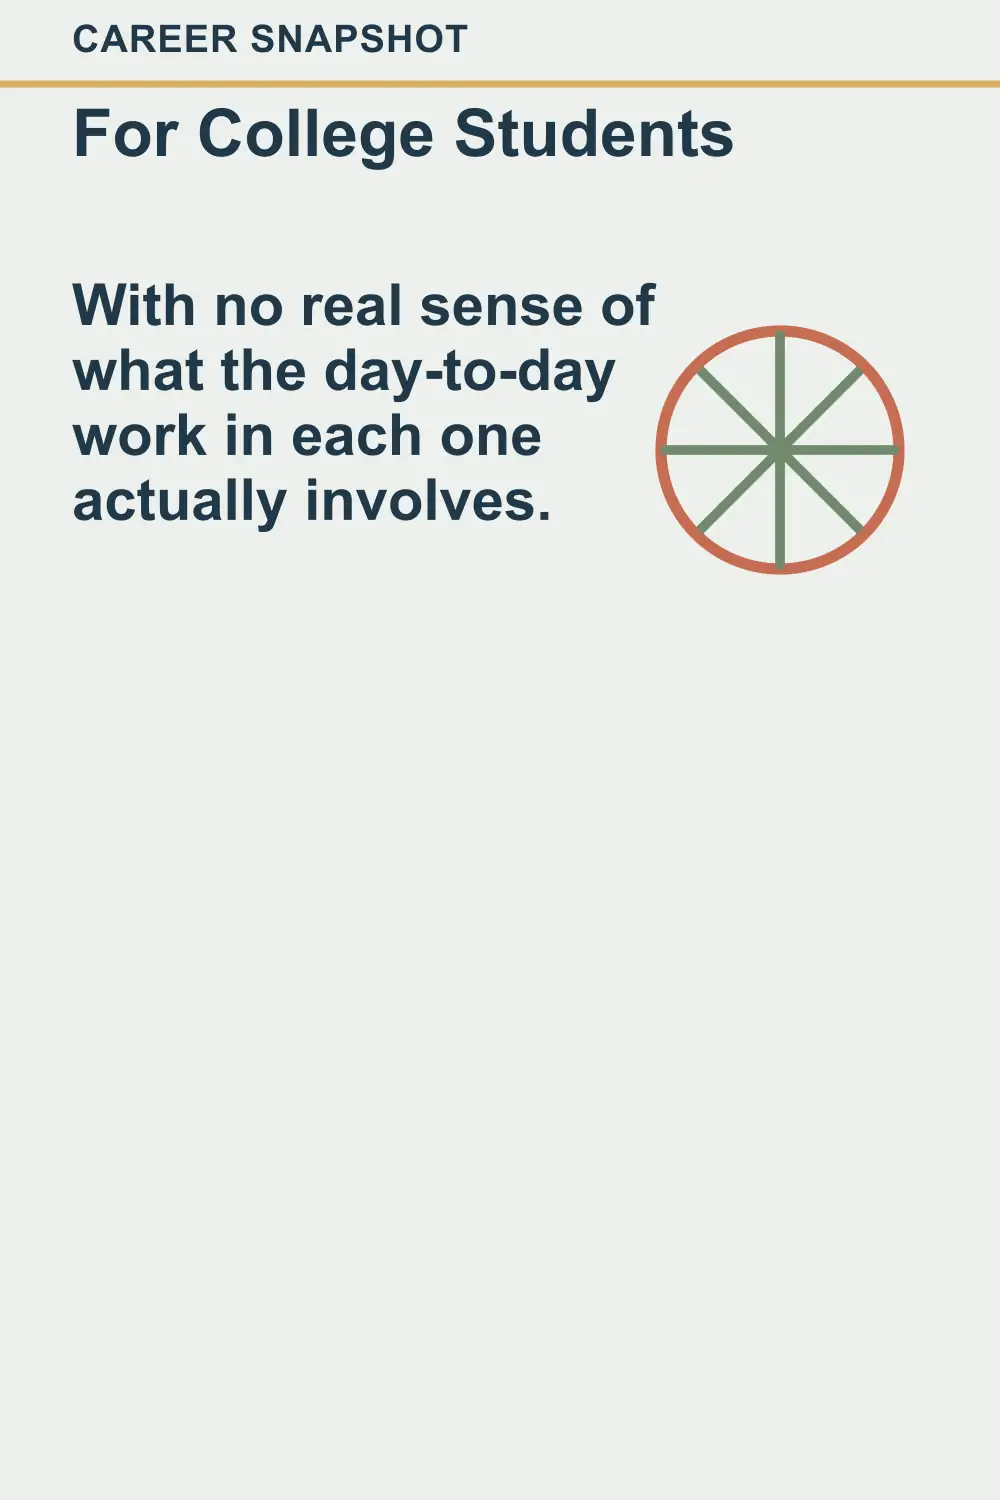 CAREER SNAPSHOT
For College Students
With no real sense of
what the day-to-day
work in each one
actually involves.